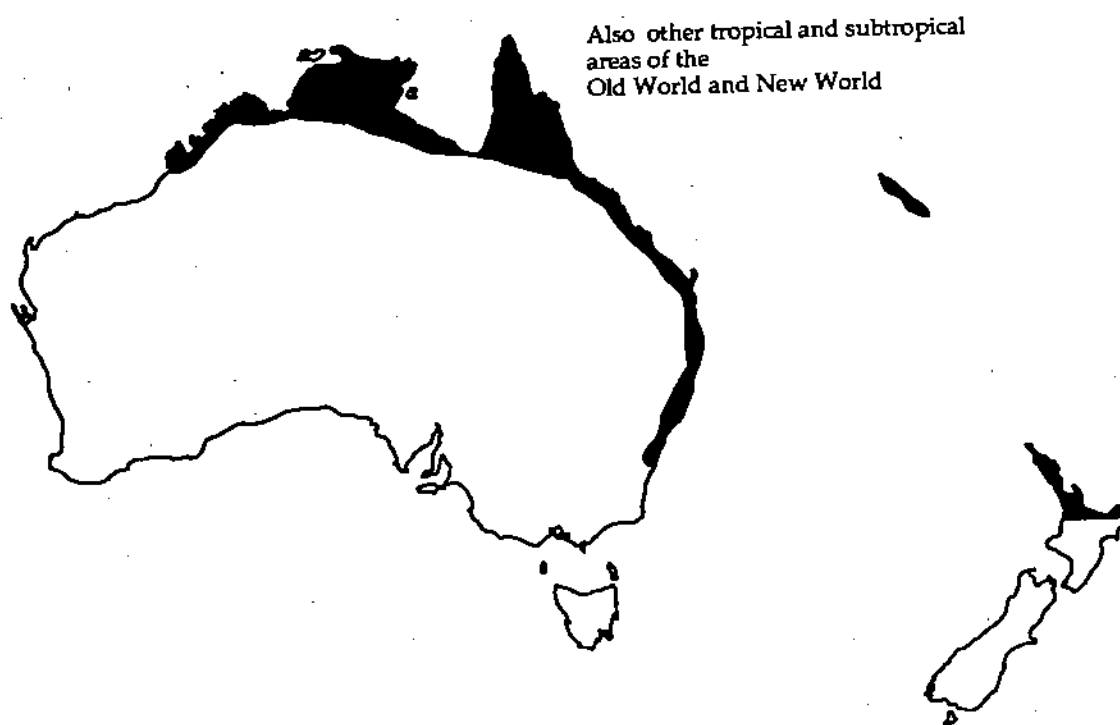 Also other tropical and subtropical
areas of the
Old World and New World